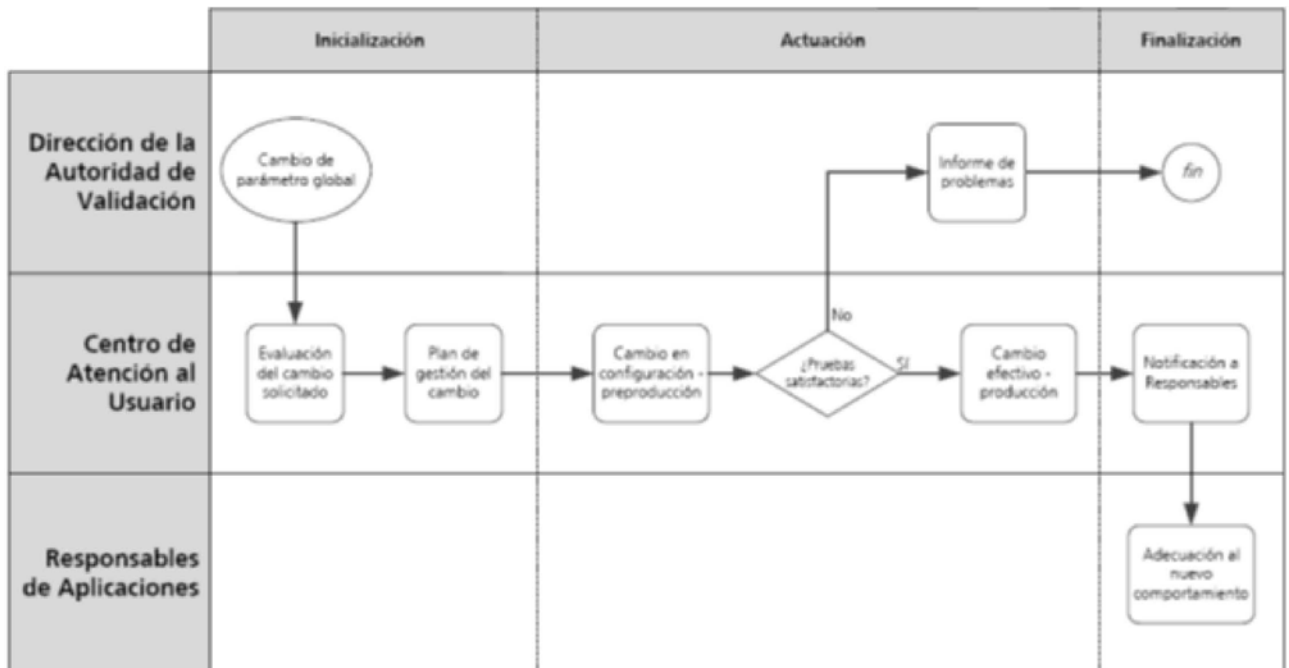 Inicialización
Actuación
Finalización
Dirección de la
Autoridad de
Validación
Cambio de
parámetro global
Informe de
problemas
fin
Centro de
Atención al
Usuario
Evaluación
del cambio
solicitado
Plan de
gestión del
cambio
Cambio en
configuración -
preproducción
No
¿Pruebas
satisfactorias?
SI
Cambio
efectivo -
producción
Notificación a
Responsables
Responsables
de Aplicaciones
Adecuación al
nuevo
comportamiento